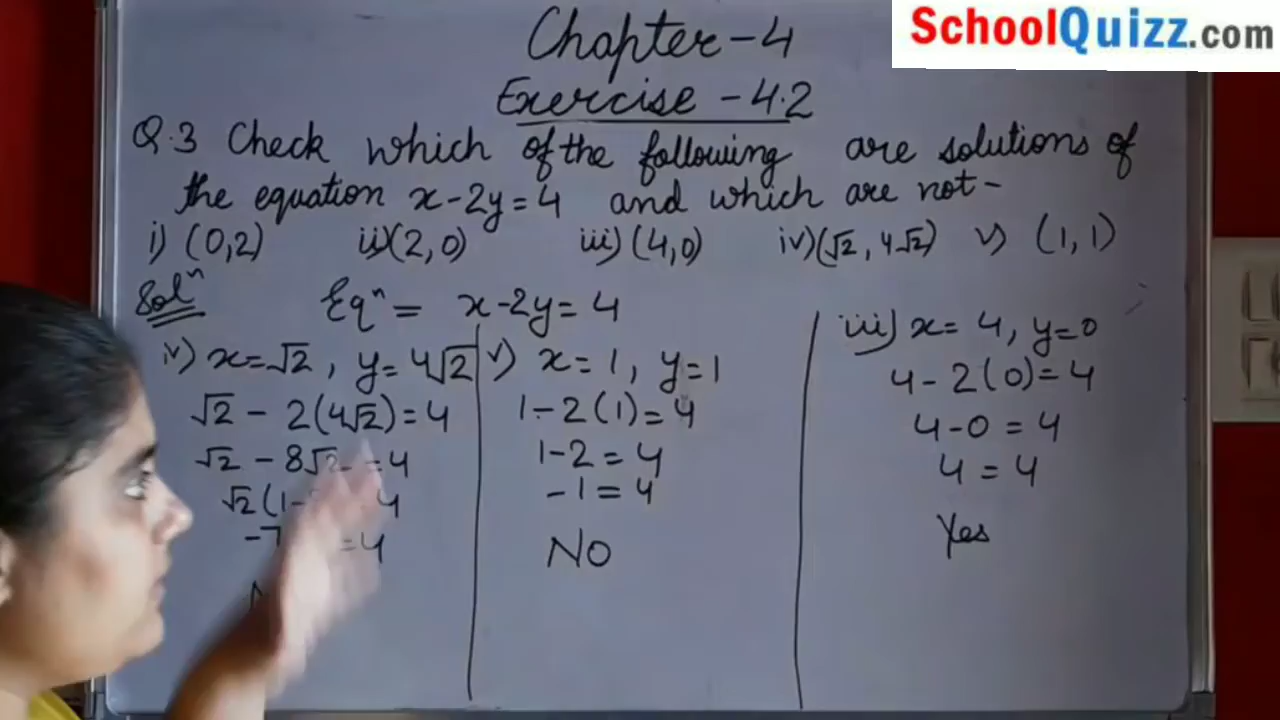 SchoolQuizz.com
Chapter-4
Exercise -4.2
Q.3 Check which of the following are solutions of
the equation x-2y=4 and which are not-
i) (0,2) ii) (2,0) iii) (4,0) iv) (√2, 4√2) v) (1,1)
Solⁿ Eqⁿ = x-2y=4
iv) x=√2, y=4√2
√2 - 2(4√2)=4
√2 - 8√2 =4
√2(1- 4
-7 =4
v) x=1, y=1
1-2(1)=4
1-2=4
-1=4
NO
iii) x=4, y=0
4-2(0)=4
4-0=4
4=4
Yes